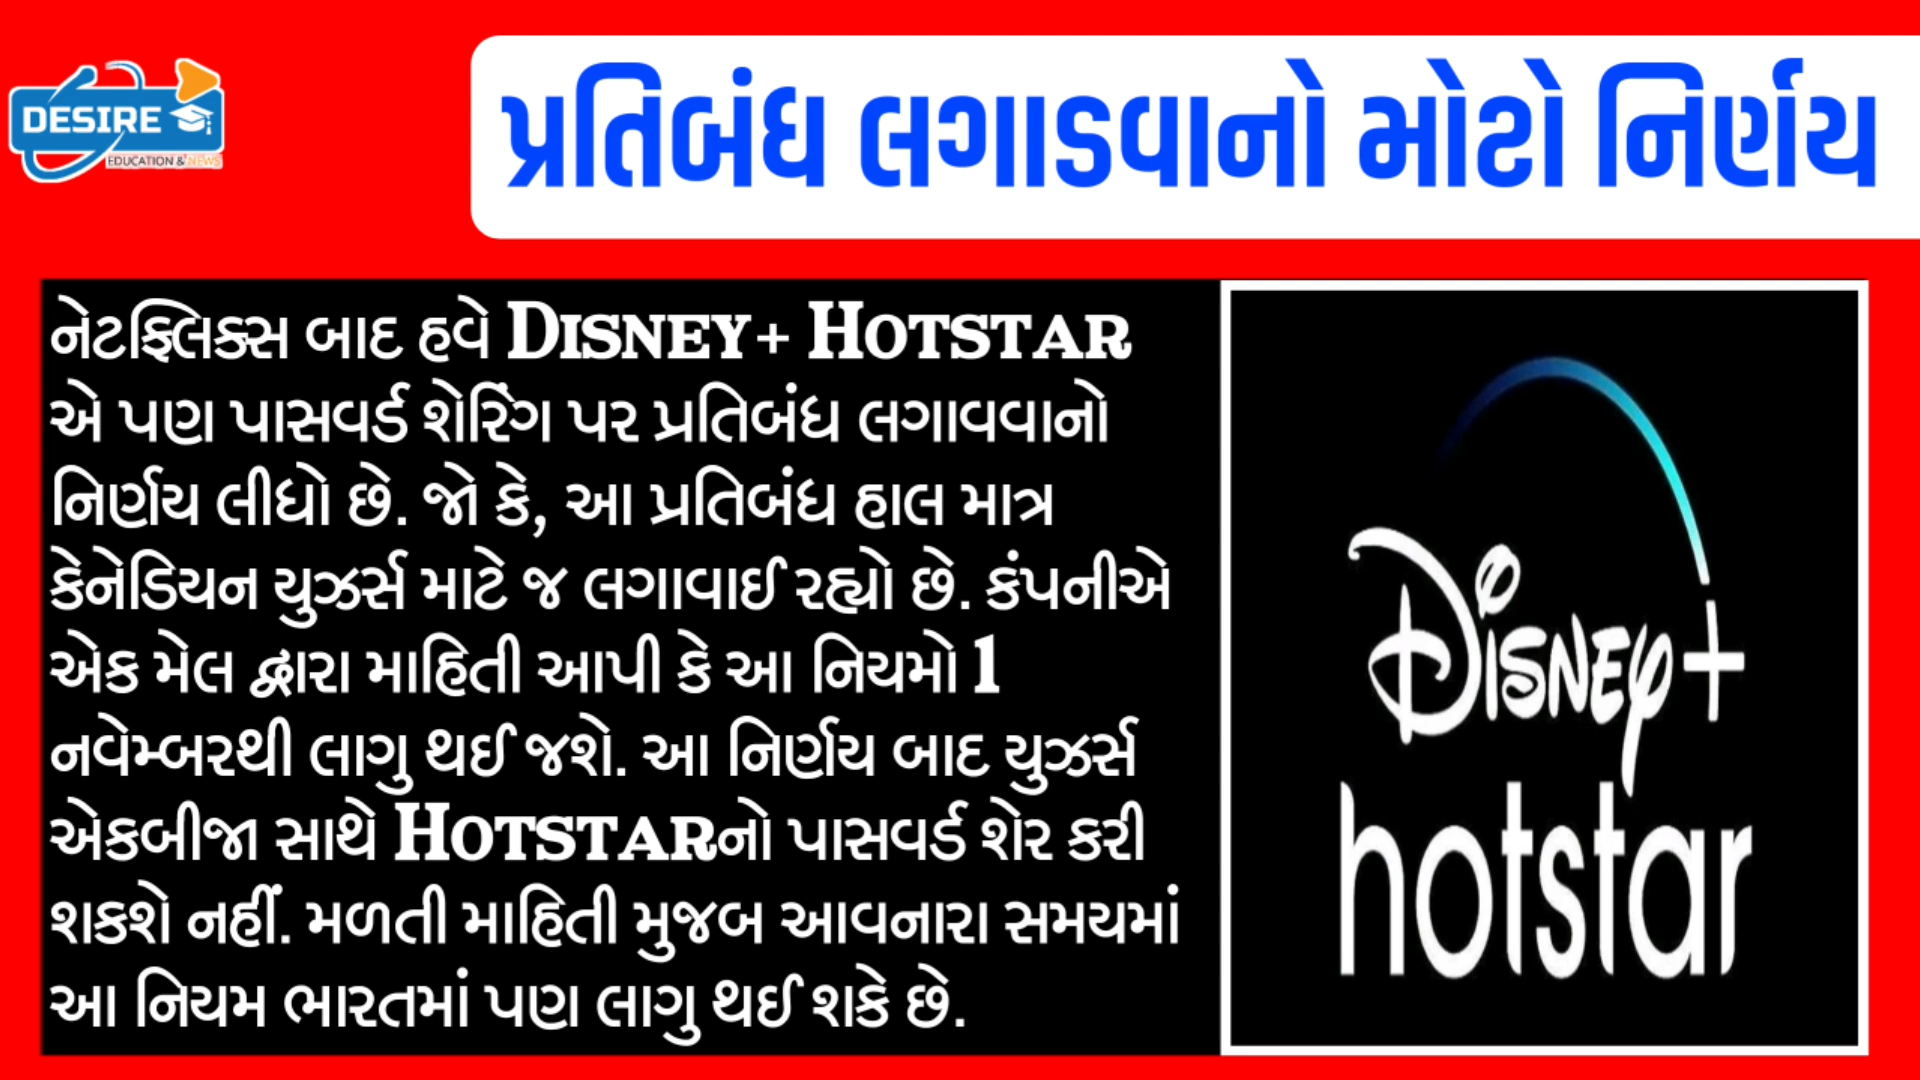 DESIRE
EDUCATION & NEWS
પ્રતિબંધ લગાડવાનો મોટો નિર્ણય
નેટફ્લિક્સ બાદ હવે DISNEY+ HOTSTAR
એ પણ પાસવર્ડ શેરિંગ પર પ્રતિબંધ લગાવવાનો
નિર્ણય લીધો છે. જો કે, આ પ્રતિબંધ હાલ માત્ર
કેનેડિયન યુઝર્સ માટે જ લગાવાઈ રહ્યો છે. કંપનીએ
એક મેલ દ્વારા માહિતી આપી કે આ નિયમો 1
નવેમ્બરથી લાગુ થઈ જશે. આ નિર્ણય બાદ યુઝર્સ
એકબીજા સાથે HOTSTARનો પાસવર્ડ શેર કરી
શકશે નહીં. મળતી માહિતી મુજબ આવનારા સમયમાં
આ નિયમ ભારતમાં પણ લાગુ થઈ શકે છે.
Disney+
hotstar